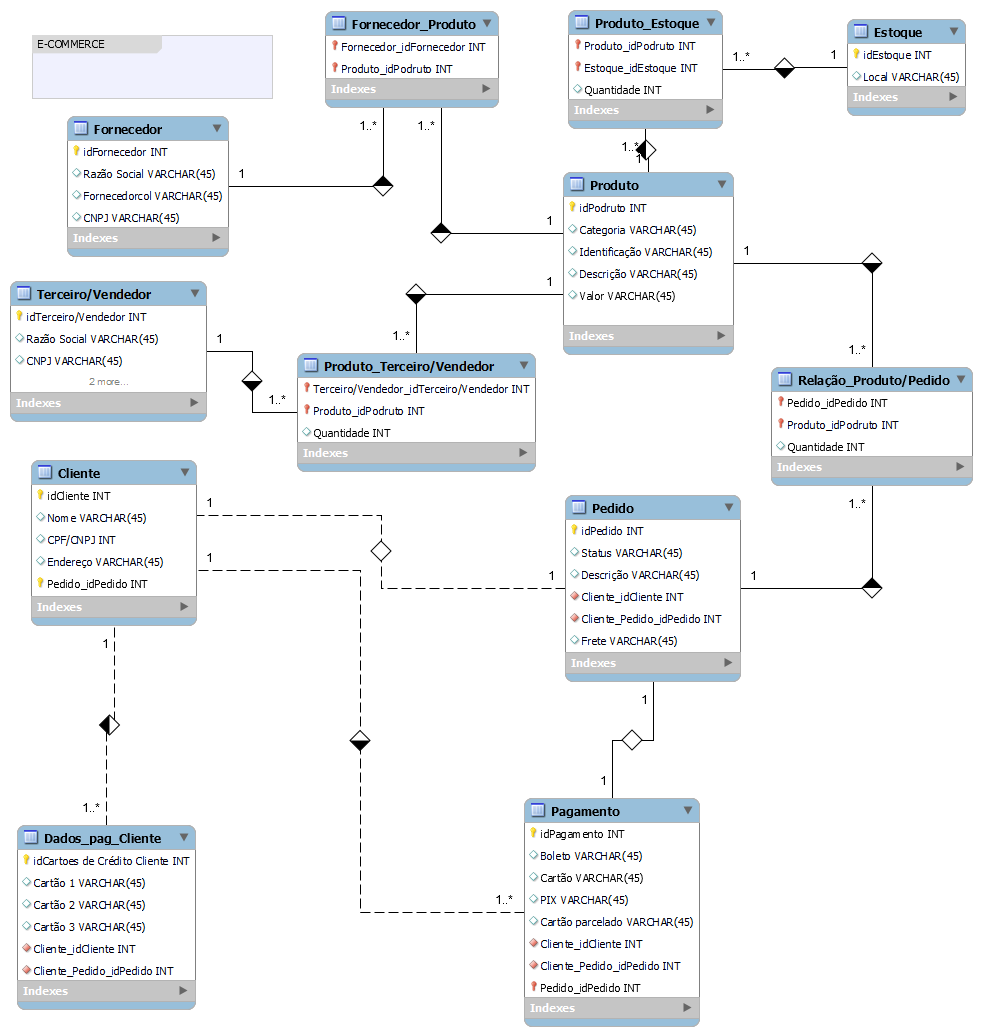 E-COMMERCE
Fornecedor_Produto
Fornecedor_idFornecedor INT
Produto_idPodruto INT
Indexes
Produto_Estoque
Produto_idPodruto INT
Estoque_idEstoque INT
Quantidade INT
Indexes
1..*
1
Estoque
idEstoque INT
Local VARCHAR(45)
Indexes
Fornecedor
idFornecedor INT
Razão Social VARCHAR(45)
Fornecedorcol VARCHAR(45)
CNPJ VARCHAR(45)
Indexes
1
1..*
1..*
1
1..*
1
Produto
idPodruto INT
Categoria VARCHAR(45)
Identificação VARCHAR(45)
Descrição VARCHAR(45)
Valor VARCHAR(45)
Indexes
1
1..*
1
1..*
Terceiro/Vendedor
idTerceiro/Vendedor INT
Razão Social VARCHAR(45)
CNPJ VARCHAR(45)
2 more...
Indexes
1
1..*
Produto_Terceiro/Vendedor
Terceiro/Vendedor_idTerceiro/Vendedor INT
Produto_idPodruto INT
Quantidade INT
Indexes
Relação_Produto/Pedido
Pedido_idPedido INT
Produto_idPodruto INT
Quantidade INT
Indexes
1..*
1
Cliente
idCliente INT
Nome VARCHAR(45)
CPF/CNPJ INT
Endereço VARCHAR(45)
Pedido_idPedido INT
Indexes
1
1
1
Pedido
idPedido INT
Status VARCHAR(45)
Descrição VARCHAR(45)
Cliente_idCliente INT
Cliente_Pedido_idPedido INT
Frete VARCHAR(45)
Indexes
1
1
1
1..*
Dados_pag_Cliente
idCartoes de Crédito Cliente INT
Cartão 1 VARCHAR(45)
Cartão 2 VARCHAR(45)
Cartão 3 VARCHAR(45)
Cliente_idCliente INT
Cliente_Pedido_idPedido INT
Indexes
1..*
Pagamento
idPagamento INT
Boleto VARCHAR(45)
Cartão VARCHAR(45)
PIX VARCHAR(45)
Cartão parcelado VARCHAR(45)
Cliente_idCliente INT
Cliente_Pedido_idPedido INT
Pedido_idPedido INT
Indexes